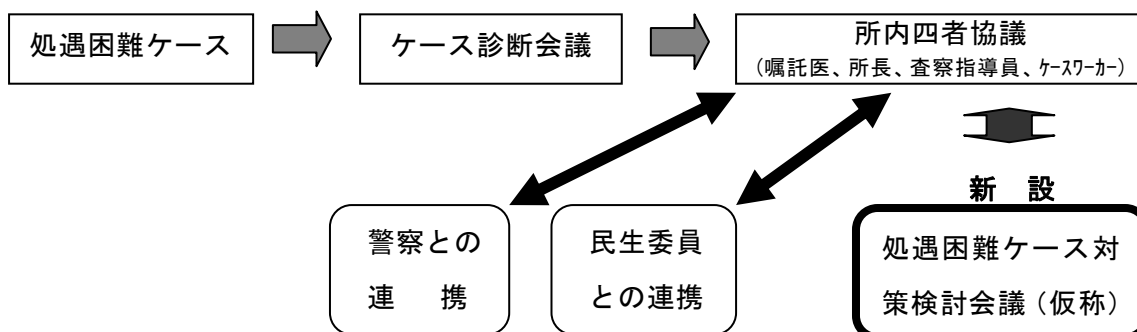 処遇困難ケース
ケース診断会議
所内四者協議
（嘱託医、所長、査察指導員、ｹｰｽﾜｰｶｰ）
新　設
警察との
連　携
民生委員
との連携
処遇困難ケース対
策検討会議（仮称）